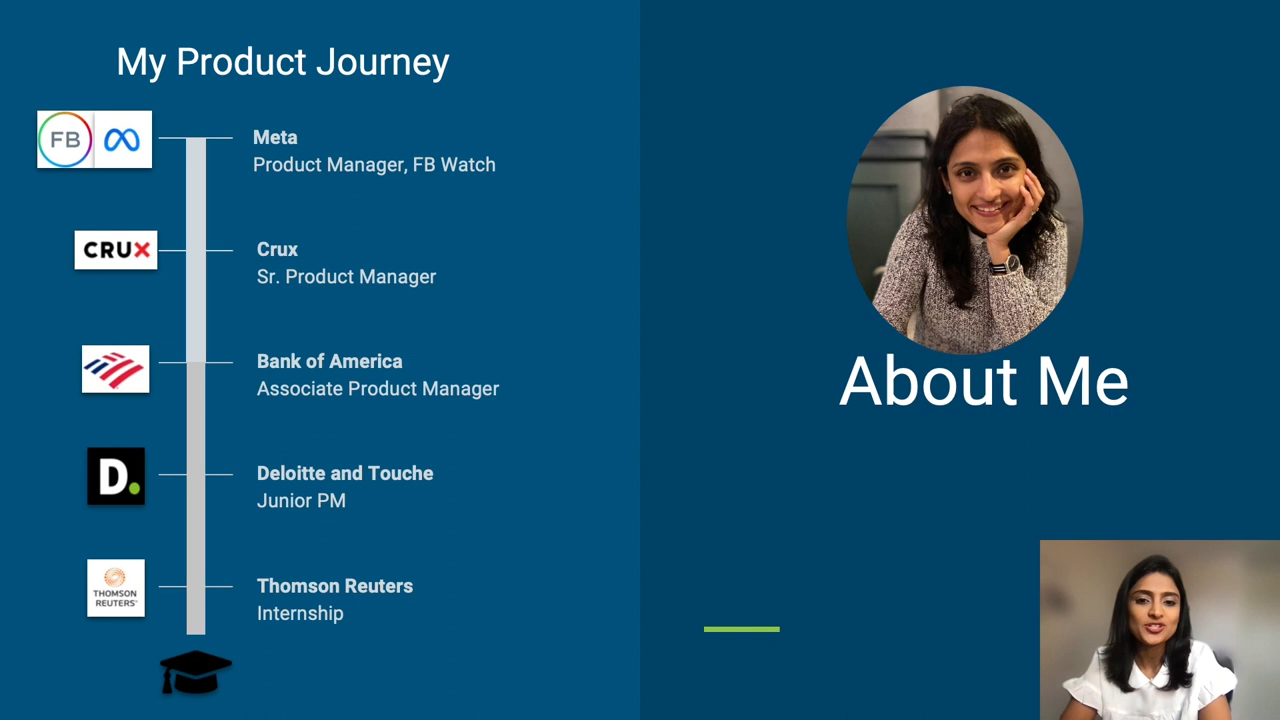 My Product Journey
FB
Meta
Product Manager, FB Watch
CRUX
Crux
Sr. Product Manager
Bank of America
Associate Product Manager
D.
Deloitte and Touche
Junior PM
THOMSON
REUTERS
Thomson Reuters
Internship
About Me